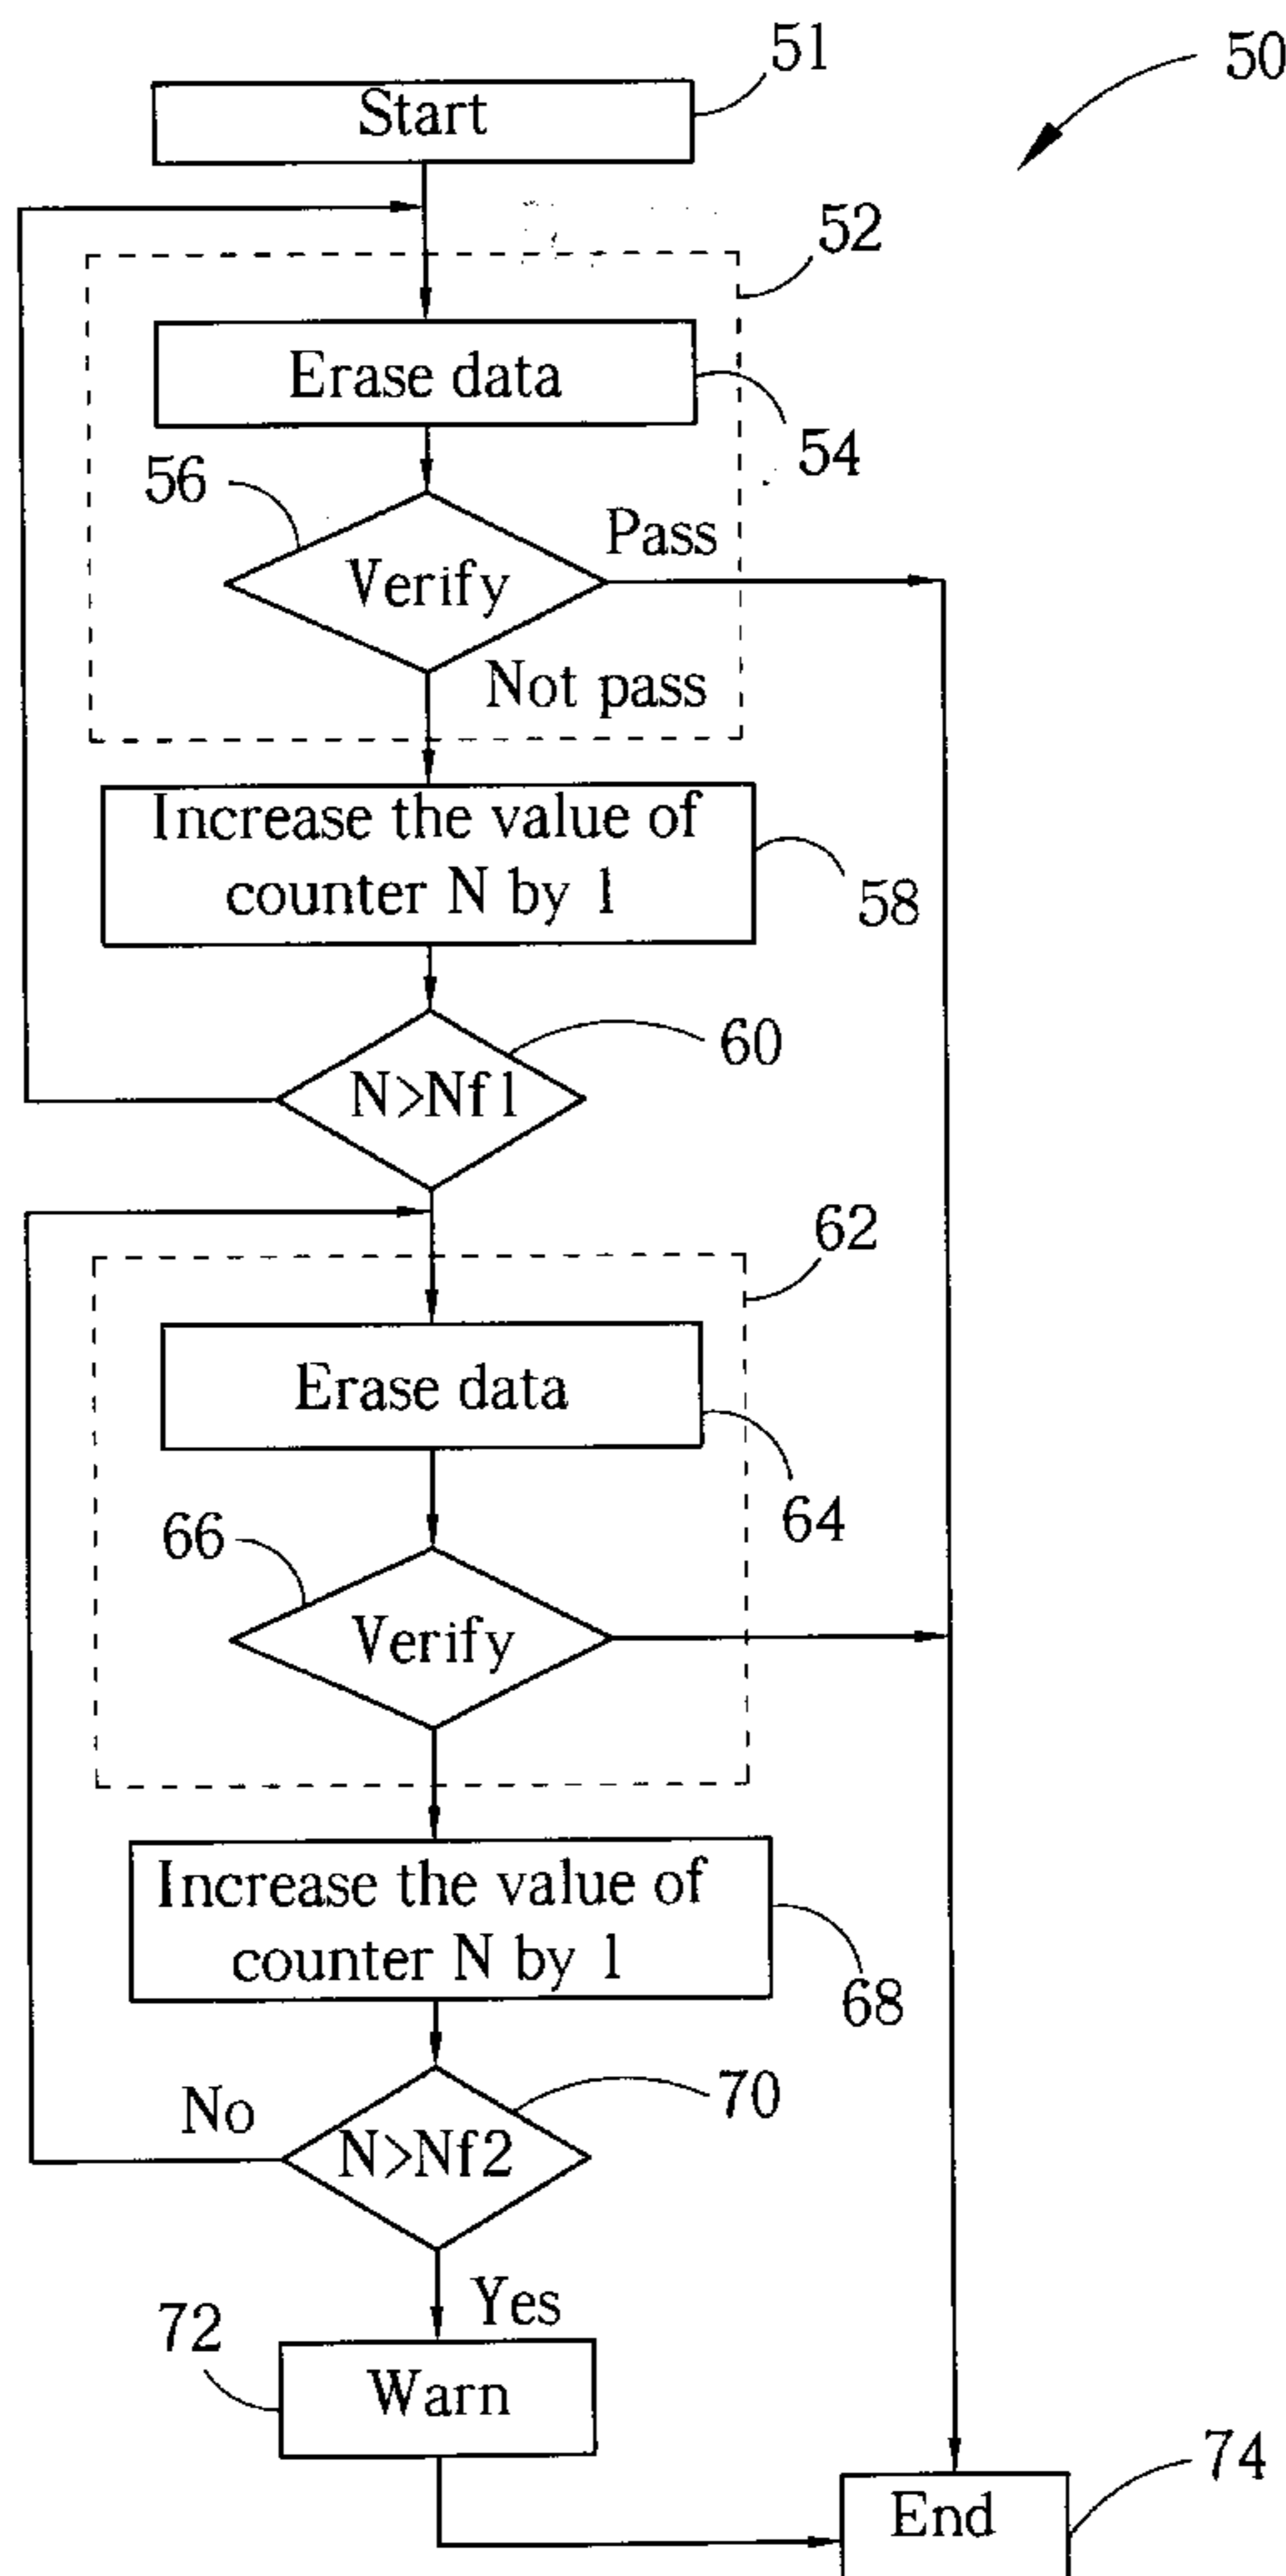 51
50
Start
52
Erase data
54
56
Pass
Verify
Not pass
Increase the value of
counter N by 1
58
60
N>Nf1
62
Erase data
64
66
Verify
Increase the value of
counter N by 1
68
70
No
N>Nf2
Yes
72
Warn
74
End